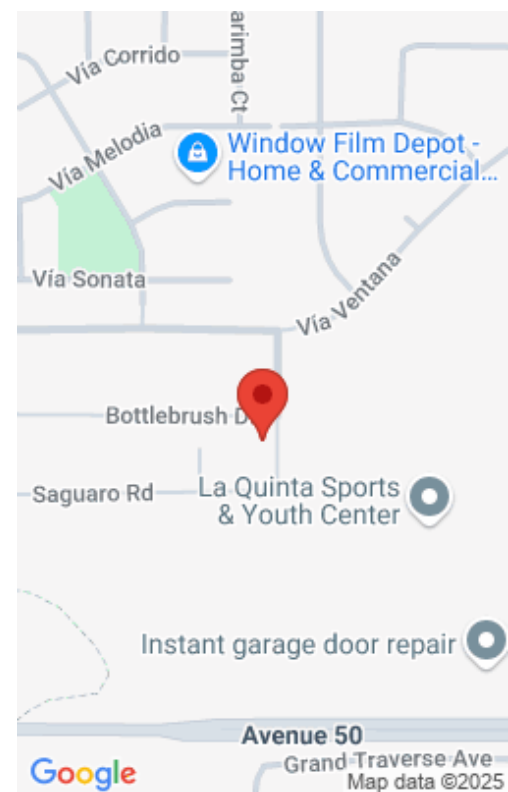 Vía Corrido
arimba Ct
Vía Melodia
Window Film Depot -
Home & Commercial...
Vía Sonata
Vía Ventana
Bottlebrush D
Saguaro Rd
La Quinta Sports
& Youth Center
Instant garage door repair
Avenue 50
Grand Traverse Ave
Google
Map data ©2025